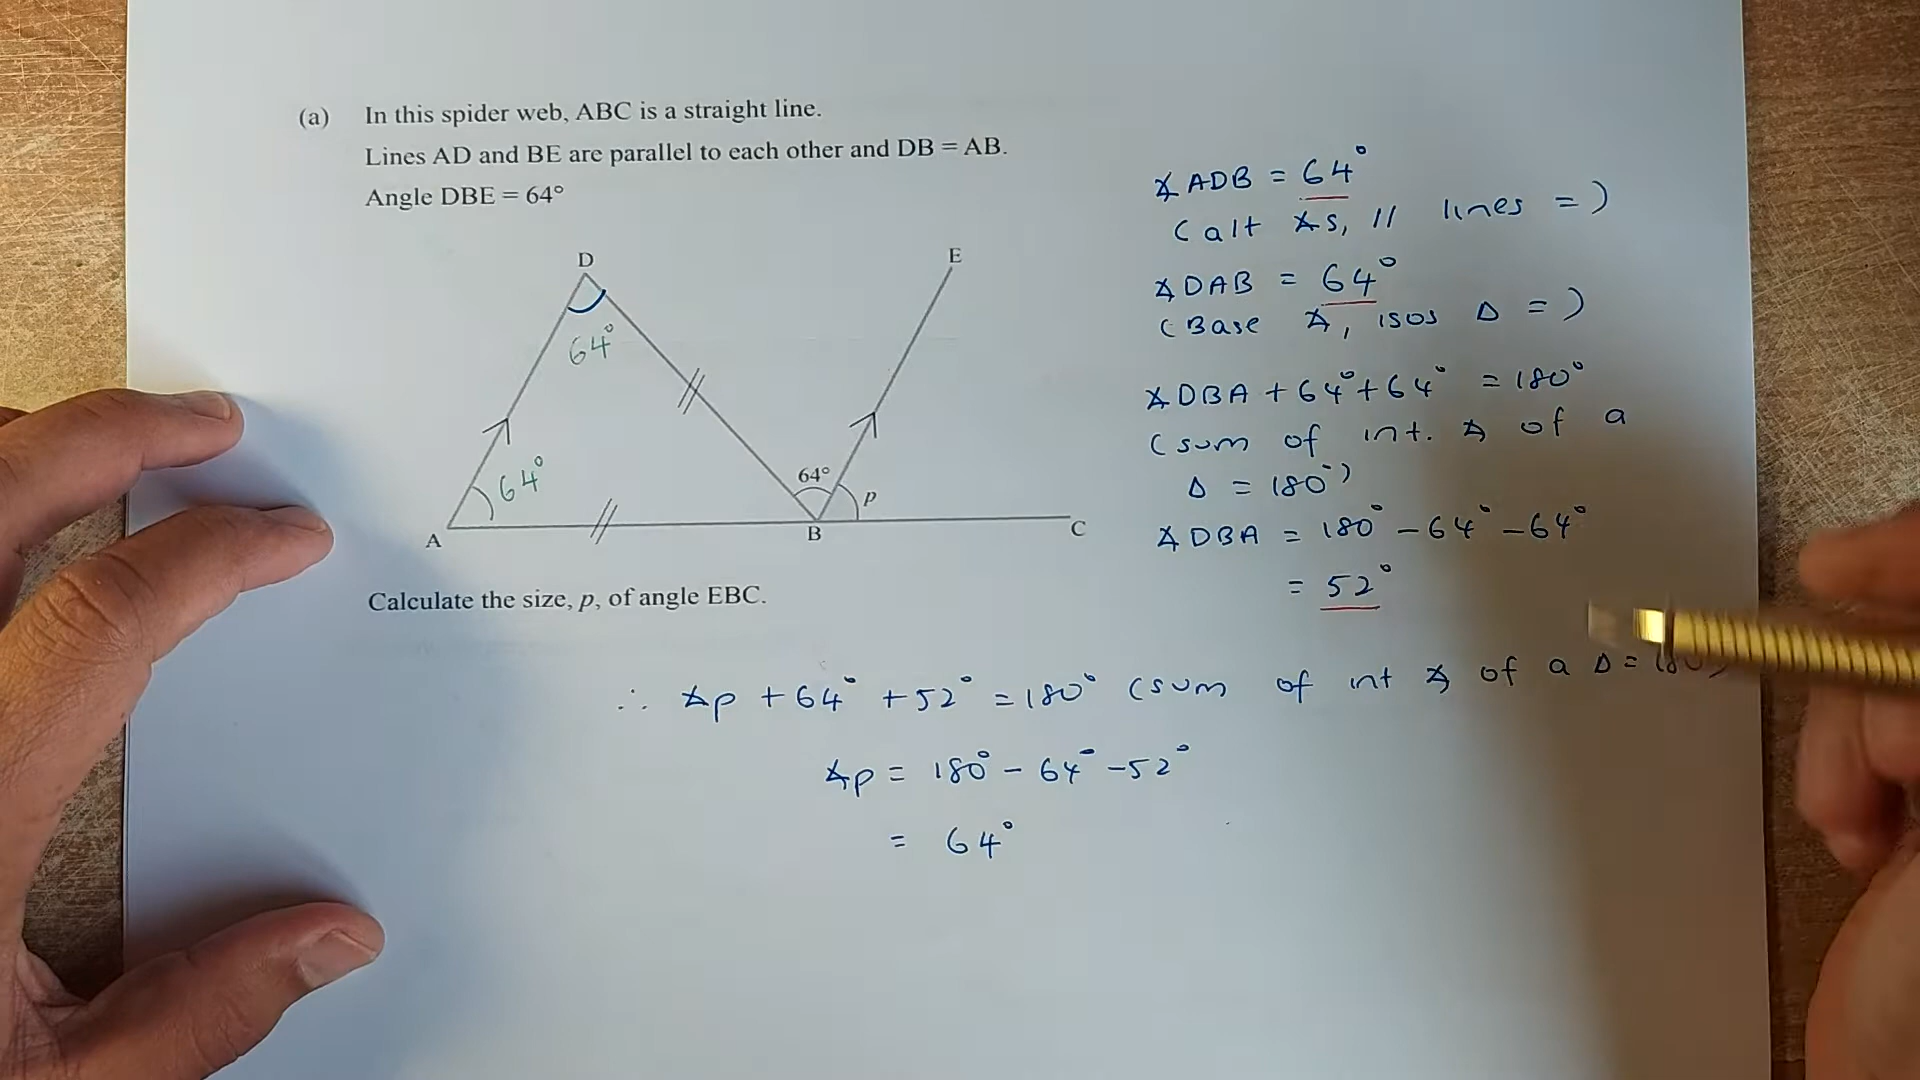 (a) In this spider web, ABC is a straight line.
Lines AD and BE are parallel to each other and DB = AB.
Angle DBE = 64°
D
E
64°
64°
64°
p
A
B
C
Calculate the size, p, of angle EBC.
∡ADB = 64°
(alt ∡s, // lines =)
∡DAB = 64°
(Base ∡, isos Δ =)
∡DBA + 64° + 64° = 180°
(sum of int. ∡ of a
Δ = 180°)
∡DBA = 180° - 64° - 64°
= 52°
∴ ∡p + 64° + 52° = 180° (sum of int ∡ of a Δ =
∡p = 180° - 64° - 52°
= 64°